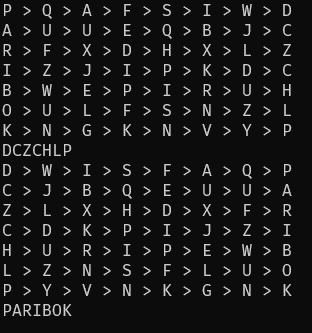 P > Q > A > F > S > I > W > D
A > U > U > E > Q > B > J > C
R > F > X > D > H > X > L > Z
I > Z > J > I > P > K > D > C
B > W > E > P > I > R > U > H
O > U > L > F > S > N > Z > L
K > N > G > K > N > V > Y > P
DCZCHLP
D > W > I > S > F > A > Q > P
C > J > B > Q > E > U > U > A
Z > L > X > H > D > X > F > R
C > D > K > P > I > J > Z > I
H > U > R > I > P > E > W > B
L > Z > N > S > F > L > U > O
P > Y > V > N > K > G > N > K
PARIBOK